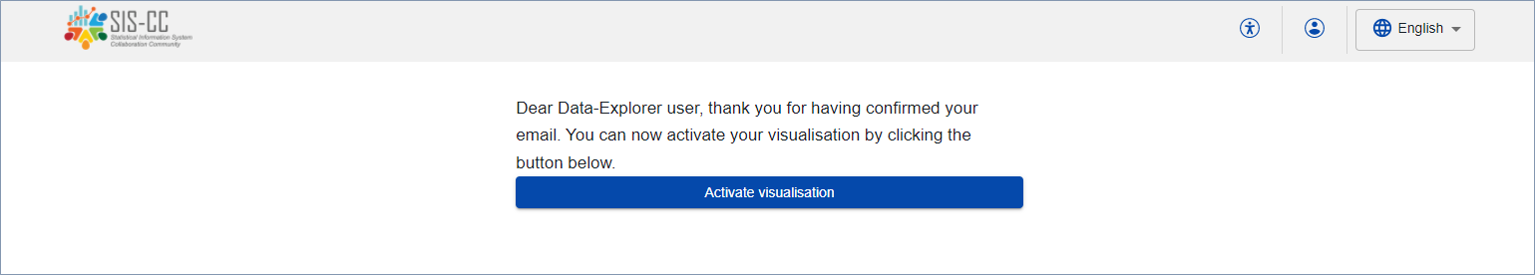 SIS-CC
Statistical Information System
Collaboration Community
English
Dear Data-Explorer user, thank you for having confirmed your
email. You can now activate your visualisation by clicking the
button below.
Activate visualisation